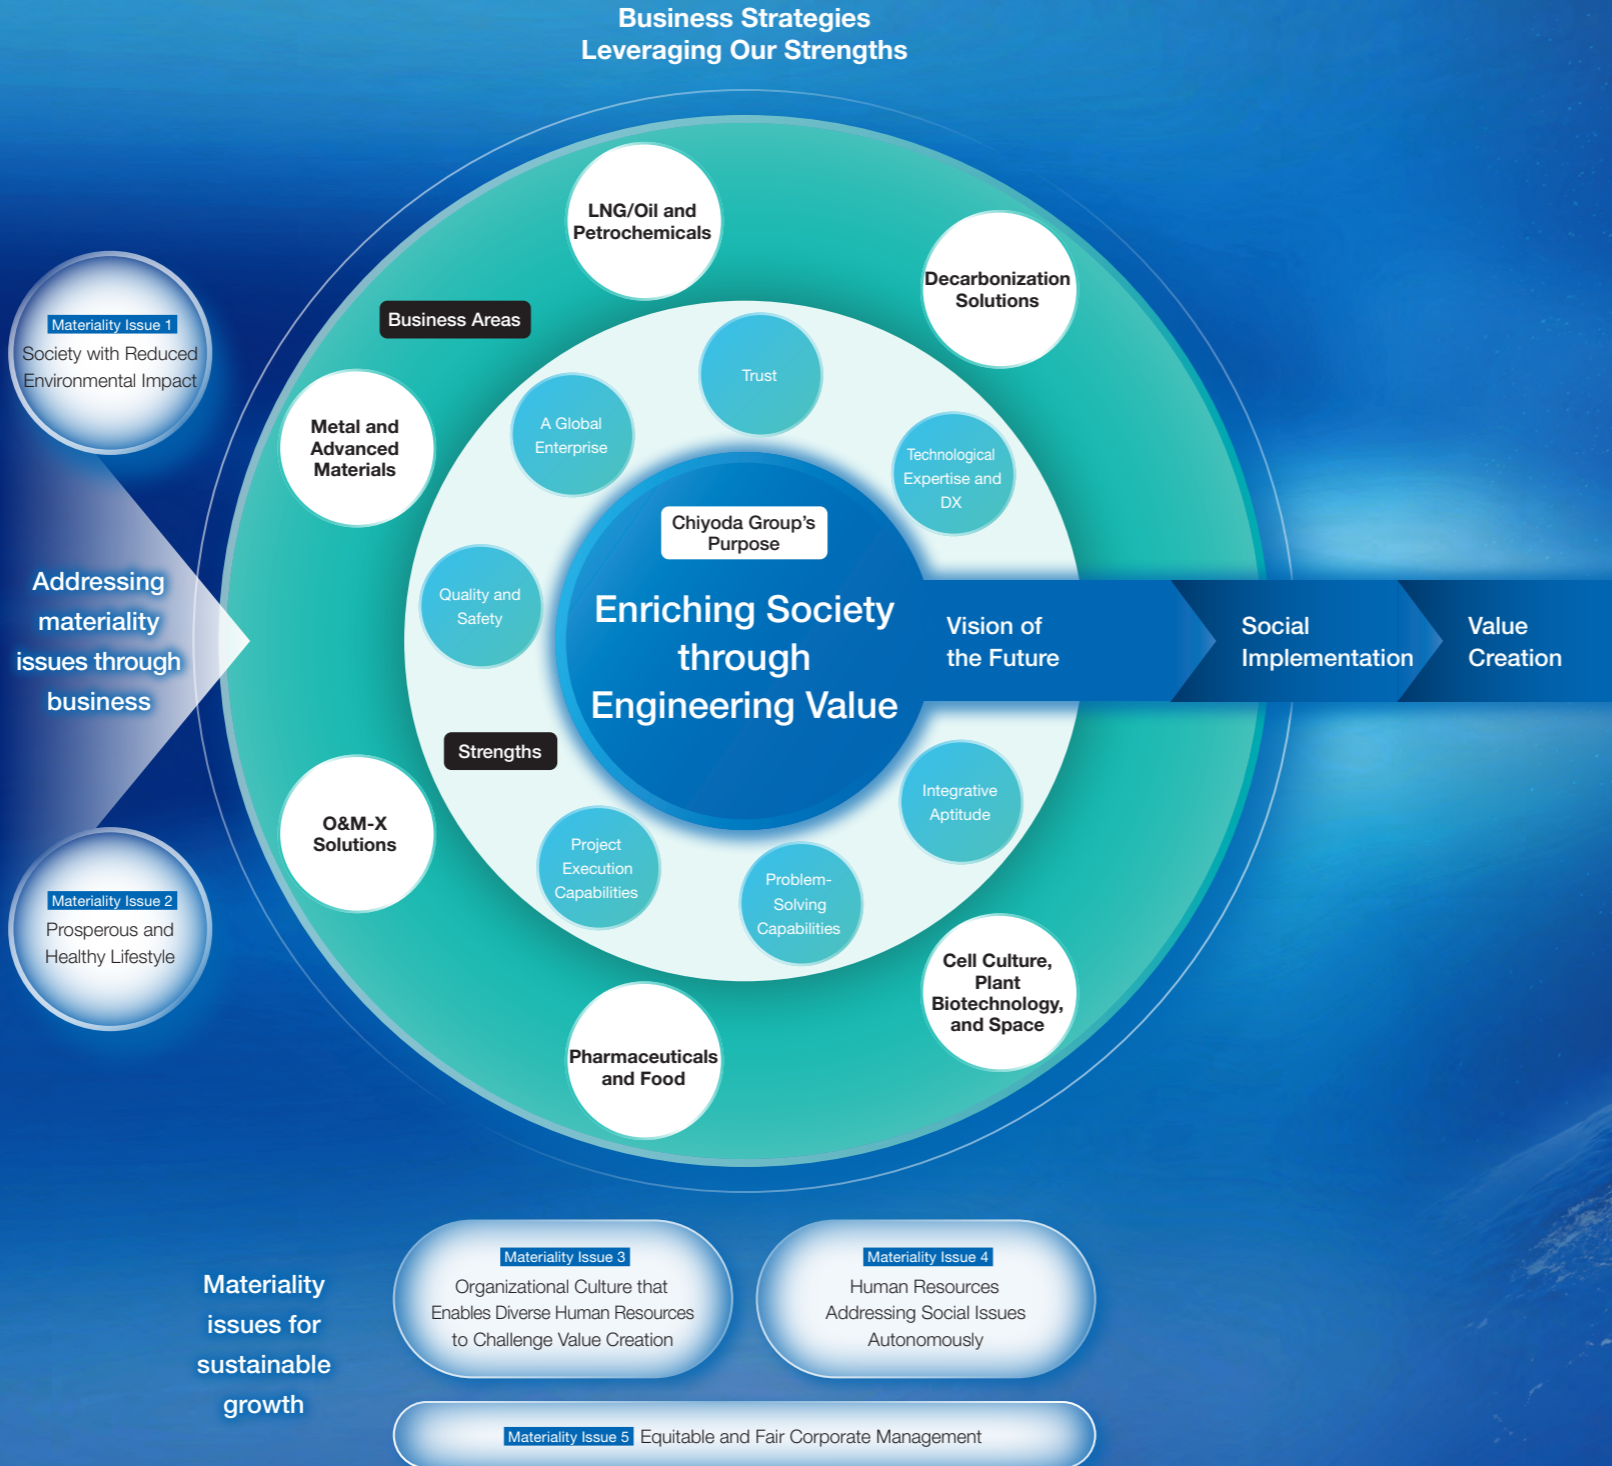 Business Strategies
Leveraging Our Strengths
LNG/Oil and
Petrochemicals
Decarbonization
Solutions
Business Areas
Materiality Issue 1
Society with Reduced
Environmental Impact
Metal and
Advanced
Materials
A Global
Enterprise
Trust
Technological
Expertise and
DX
Chiyoda Group's
Purpose
Enriching Society
through
Engineering Value
Quality and
Safety
Addressing
materiality
issues through
business
Vision of
the Future
Social
Implementation
Value
Creation
Strengths
O&M-X
Solutions
Project
Execution
Capabilities
Problem-
Solving
Capabilities
Integrative
Aptitude
Materiality Issue 2
Prosperous and
Healthy Lifestyle
Cell Culture,
Plant
Biotechnology,
and Space
Pharmaceuticals
and Food
Materiality
issues for
sustainable
growth
Materiality Issue 3
Organizational Culture that
Enables Diverse Human Resources
to Challenge Value Creation
Materiality Issue 4
Human Resources
Addressing Social Issues
Autonomously
Materiality Issue 5 Equitable and Fair Corporate Management